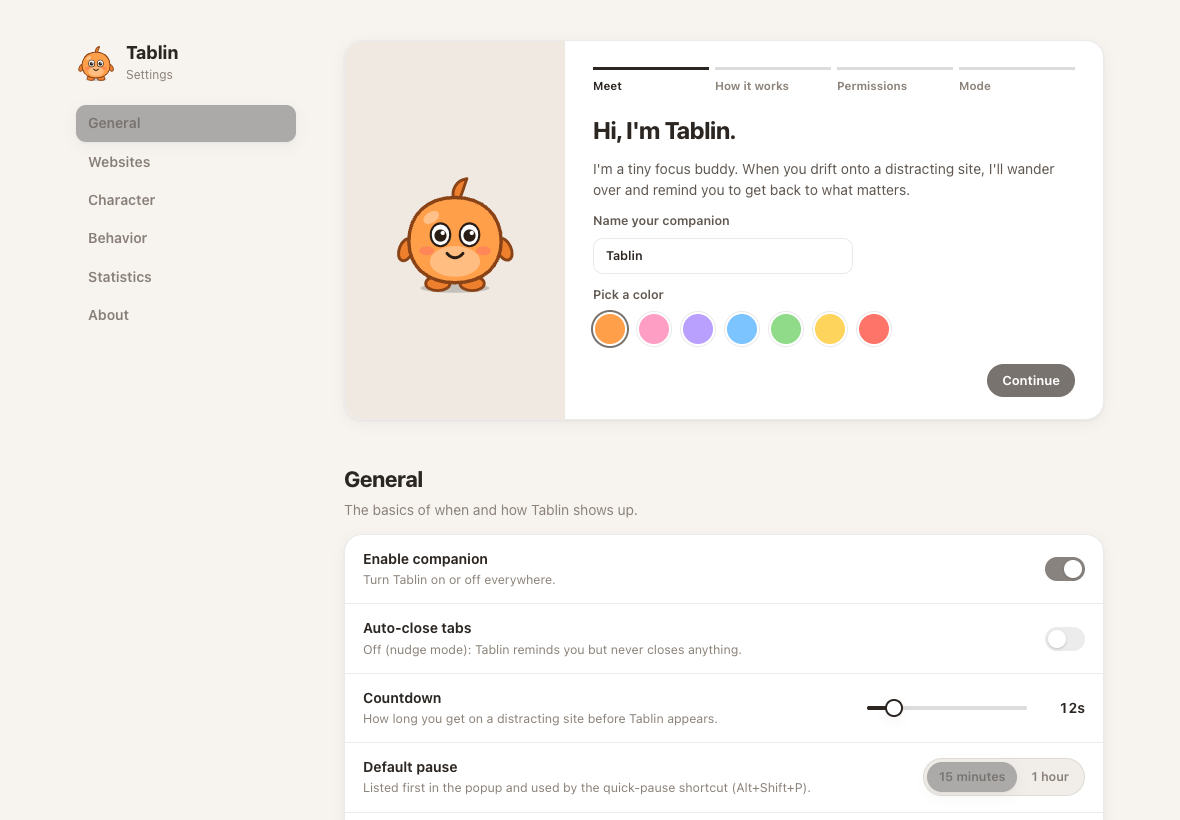 Tablin
Settings
General
Websites
Character
Behavior
Statistics
About
Meet
How it works
Permissions
Mode
Hi, I'm Tablin.
I'm a tiny focus buddy. When you drift onto a distracting site, I'll wander
over and remind you to get back to what matters.
Name your companion
Tablin
Pick a color
Continue
General
The basics of when and how Tablin shows up.
Enable companion
Turn Tablin on or off everywhere.
Auto-close tabs
Off (nudge mode): Tablin reminds you but never closes anything.
Countdown
How long you get on a distracting site before Tablin appears.
12s
Default pause
Listed first in the popup and used by the quick-pause shortcut (Alt+Shift+P).
15 minutes
1 hour